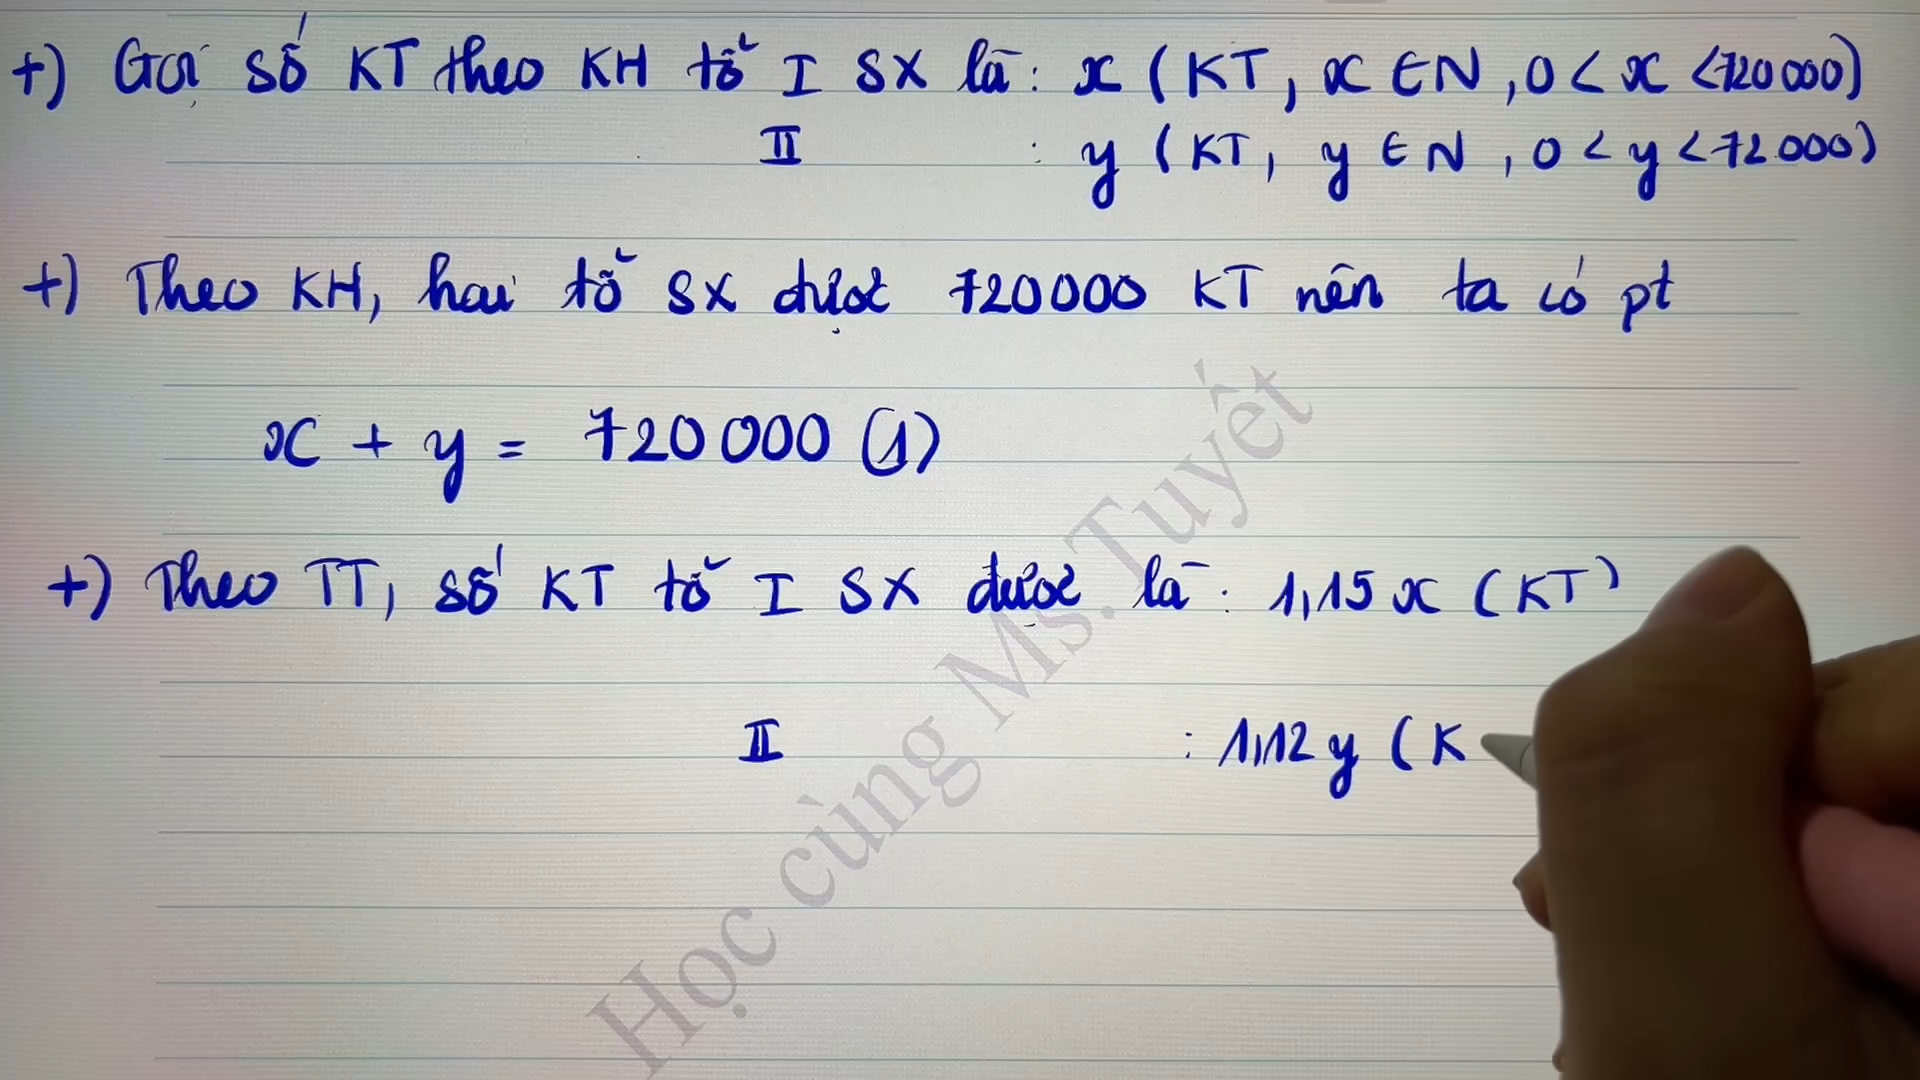 +) Gọi số KT theo KH tổ I SX là: x (KT, x ∈ N, 0 < x < 720000)
II : y (KT, y ∈ N, 0 < y < 72000)
+) Theo KH, hai tổ SX được 720000 KT nên ta có pt
x + y = 720000 (1)
+) Theo TT, số KT tổ I SX được là: 1,15x (KT)
II : 1,12y (K
Học cùng Ms.Tuyết